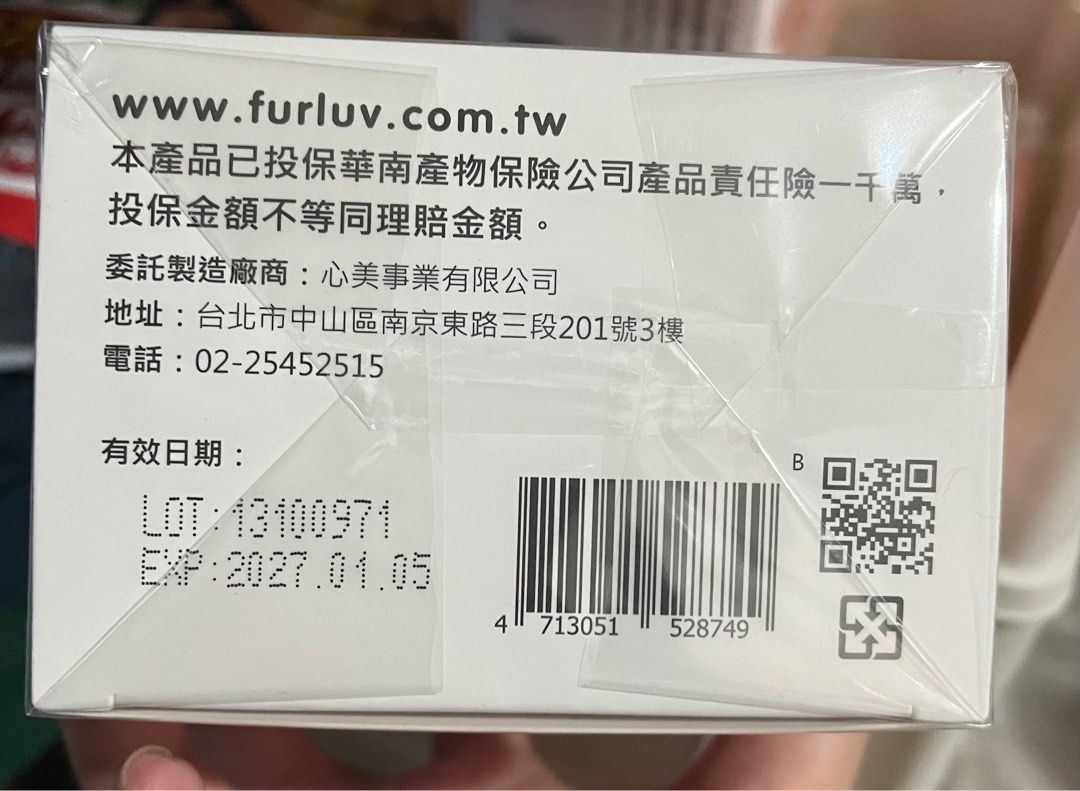 www.furluv.com.tw
本產品已投保華南產物保險公司產品責任險一千萬，
投保金額不等同理賠金額。
委託製造廠商：心美事業有限公司
地址：台北市中山區南京東路三段201號3樓
電話：02-25452515
有效日期：
LOT:13100971
EXP:2027.01.05
B
4 713051 528749